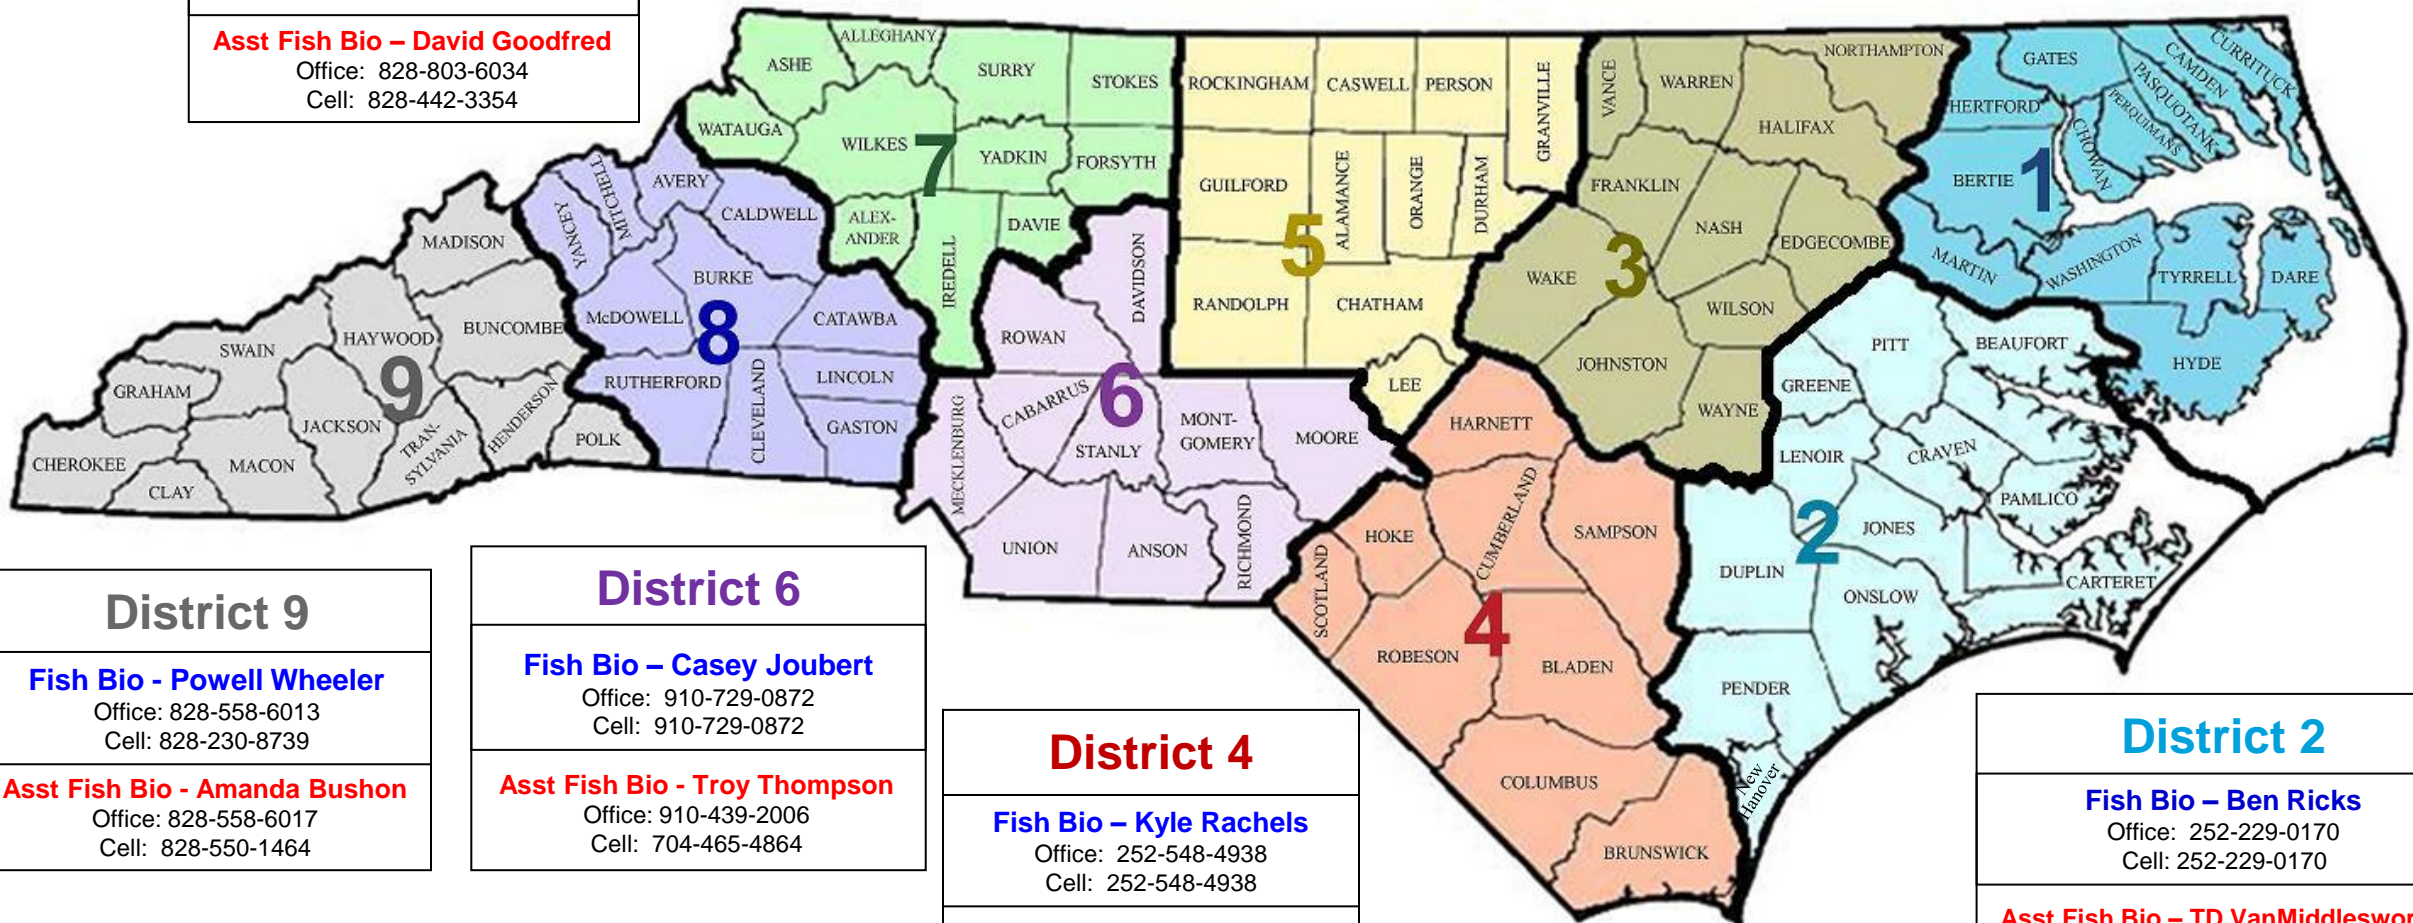 Asst Fish Bio – David Goodfred
Office: 828-803-6034
Cell: 828-442-3354
ASHE
ALLEGHANY
SURRY
STOKES
WATAUGA
WILKES
7
YADKIN
FORSYTH
ALEX-
ANDER
IREDELL
DAVIE
ROCKINGHAM
CASWELL
PERSON
GRANVILLE
GUILFORD
ALAMANCE
ORANGE
DURHAM
5
RANDOLPH
CHATHAM
LEE
VANCE
WARREN
NORTHAMPTON
HALIFAX
FRANKLIN
NASH
EDGECOMBE
WAKE
3
WILSON
JOHNSTON
WAYNE
GATES
CAMDEN
CURRITUCK
PASQUOTANK
PERQUIMANS
HERTFORD
CHOWAN
BERTIE
1
MARTIN
WASHINGTON
TYRRELL
DARE
HYDE
YANCEY
MITCHELL
AVERY
CALDWELL
BURKE
McDOWELL
8
CATAWBA
RUTHERFORD
CLEVELAND
LINCOLN
GASTON
MADISON
HAYWOOD
BUNCOMBE
SWAIN
GRAHAM
9
JACKSON
TRAN-
SYLVANIA
HENDERSON
POLK
CHEROKEE
CLAY
MACON
DAVIDSON
ROWAN
CABARRUS
6
MECKLENBURG
STANLY
MONT-
GOMERY
MOORE
UNION
ANSON
RICHMOND
HARNETT
HOKE
CUMBERLAND
SAMPSON
SCOTLAND
ROBESON
4
BLADEN
COLUMBUS
BRUNSWICK
PITT
BEAUFORT
GREENE
LENOIR
CRAVEN
PAMLICO
2
JONES
DUPLIN
ONSLOW
CARTERET
PENDER
New
Hanover
District 9
Fish Bio - Powell Wheeler
Office: 828-558-6013
Cell: 828-230-8739
Asst Fish Bio - Amanda Bushon
Office: 828-558-6017
Cell: 828-550-1464
District 6
Fish Bio – Casey Joubert
Office: 910-729-0872
Cell: 910-729-0872
Asst Fish Bio - Troy Thompson
Office: 910-439-2006
Cell: 704-465-4864
District 4
Fish Bio – Kyle Rachels
Office: 252-548-4938
Cell: 252-548-4938
District 2
Fish Bio – Ben Ricks
Office: 252-229-0170
Cell: 252-229-0170
Asst Fish Bio – TD VanMiddleswor